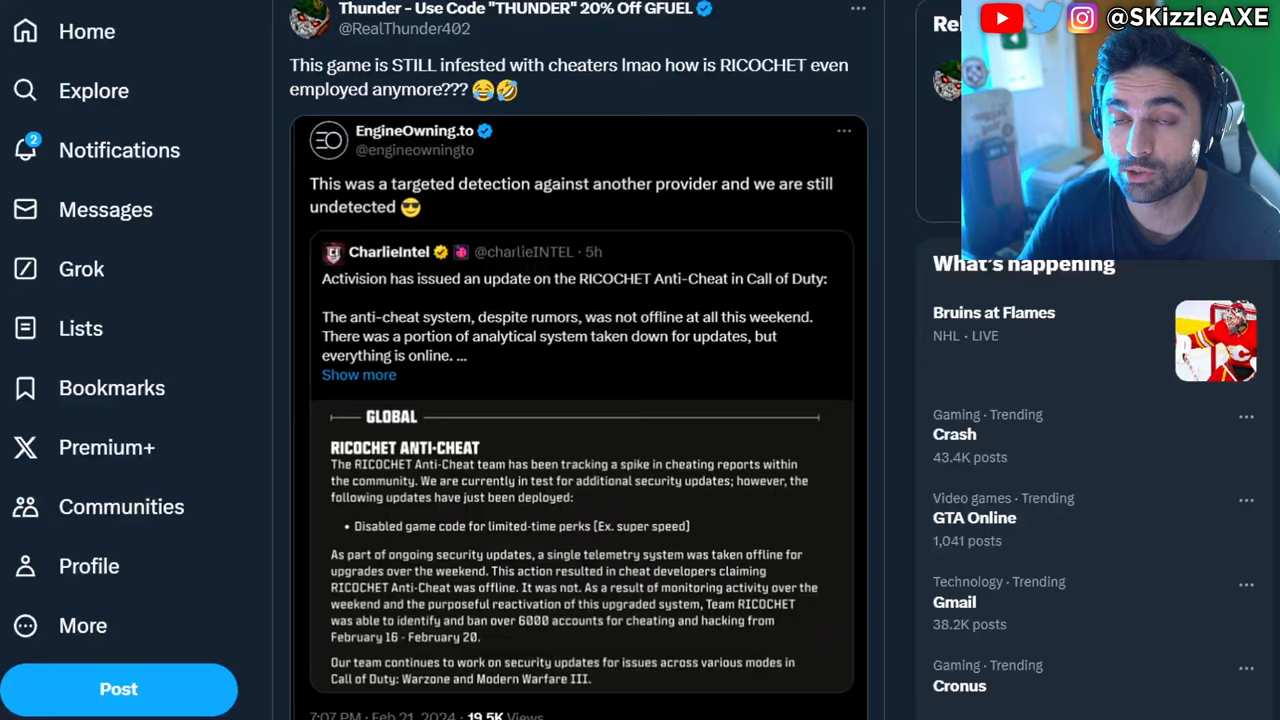 Home
Explore
2
Notifications
Messages
Grok
Lists
Bookmarks
Premium+
Communities
Profile
More
Post
Thunder - Use Code "THUNDER" 20% Off GFUEL
@RealThunder402
This game is STILL infested with cheaters lmao how is RICOCHET even
employed anymore??? 😂🤣
EngineOwning.to
@engineowningto
This was a targeted detection against another provider and we are still
undetected 😎
CharlieIntel @charlieINTEL · 5h
Activision has issued an update on the RICOCHET Anti-Cheat in Call of Duty:
The anti-cheat system, despite rumors, was not offline at all this weekend.
There was a portion of analytical system taken down for updates, but
everything is online. ...
Show more
GLOBAL
RICOCHET ANTI-CHEAT
The RICOCHET Anti-Cheat team has been tracking a spike in cheating reports within
the community. We are currently in test for additional security updates; however, the
following updates have just been deployed:
• Disabled game code for limited-time perks [Ex. super speed]
As part of ongoing security updates, a single telemetry system was taken offline for
upgrades over the weekend. This action resulted in cheat developers claiming
RICOCHET Anti-Cheat was offline. It was not. As a result of monitoring activity over the
weekend and the purposeful reactivation of this upgraded system, Team RICOCHET
was able to identify and ban over 6000 accounts for cheating and hacking from
February 16 - February 20.
Our team continues to work on security updates for issues across various modes in
Call of Duty: Warzone and Modern Warfare III.
7:07 PM · Feb 21, 2024 · 19.5K Views
@SKizzleAXE
Rel
What's happening
Bruins at Flames
NHL · LIVE
Gaming · Trending
Crash
43.4K posts
Video games · Trending
GTA Online
1,041 posts
Technology · Trending
Gmail
38.2K posts
Gaming · Trending
Cronus